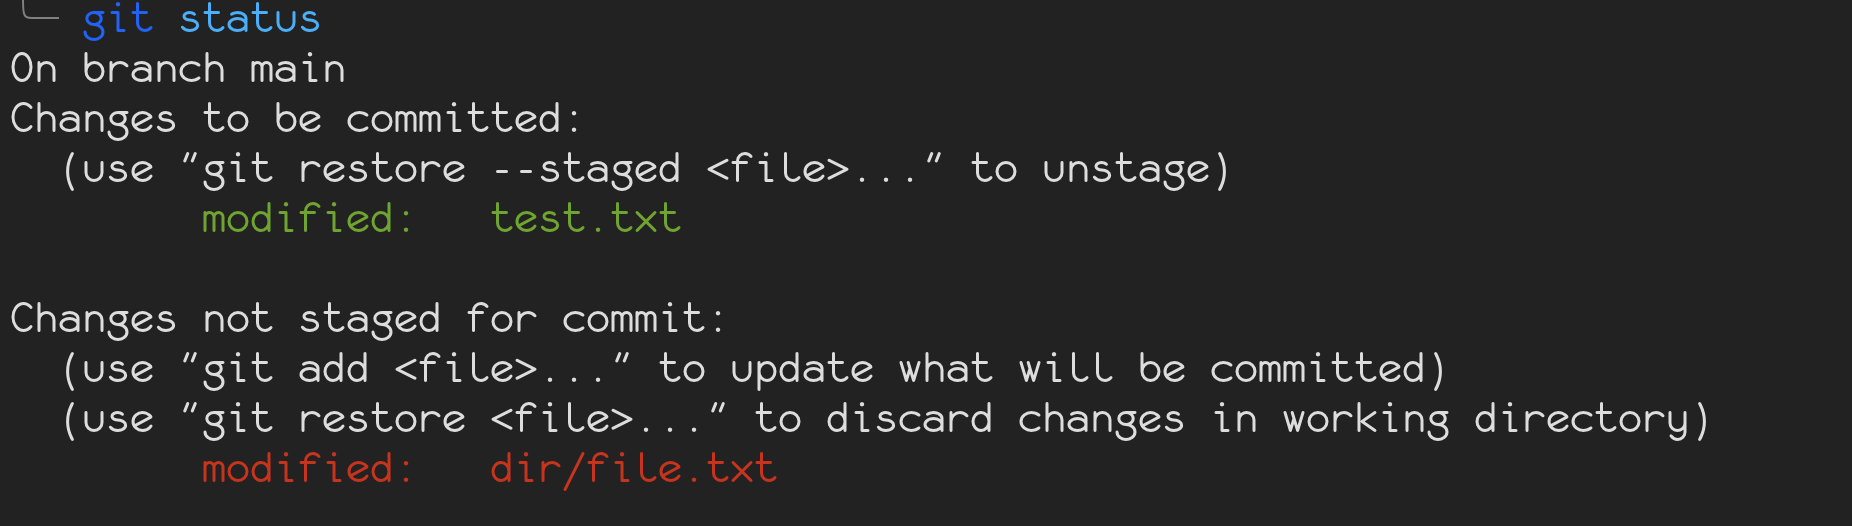 git status
On branch main
Changes to be committed:
  (use "git restore --staged <file>..." to unstage)
        modified:   test.txt

Changes not staged for commit:
  (use "git add <file>..." to update what will be committed)
  (use "git restore <file>..." to discard changes in working directory)
        modified:   dir/file.txt